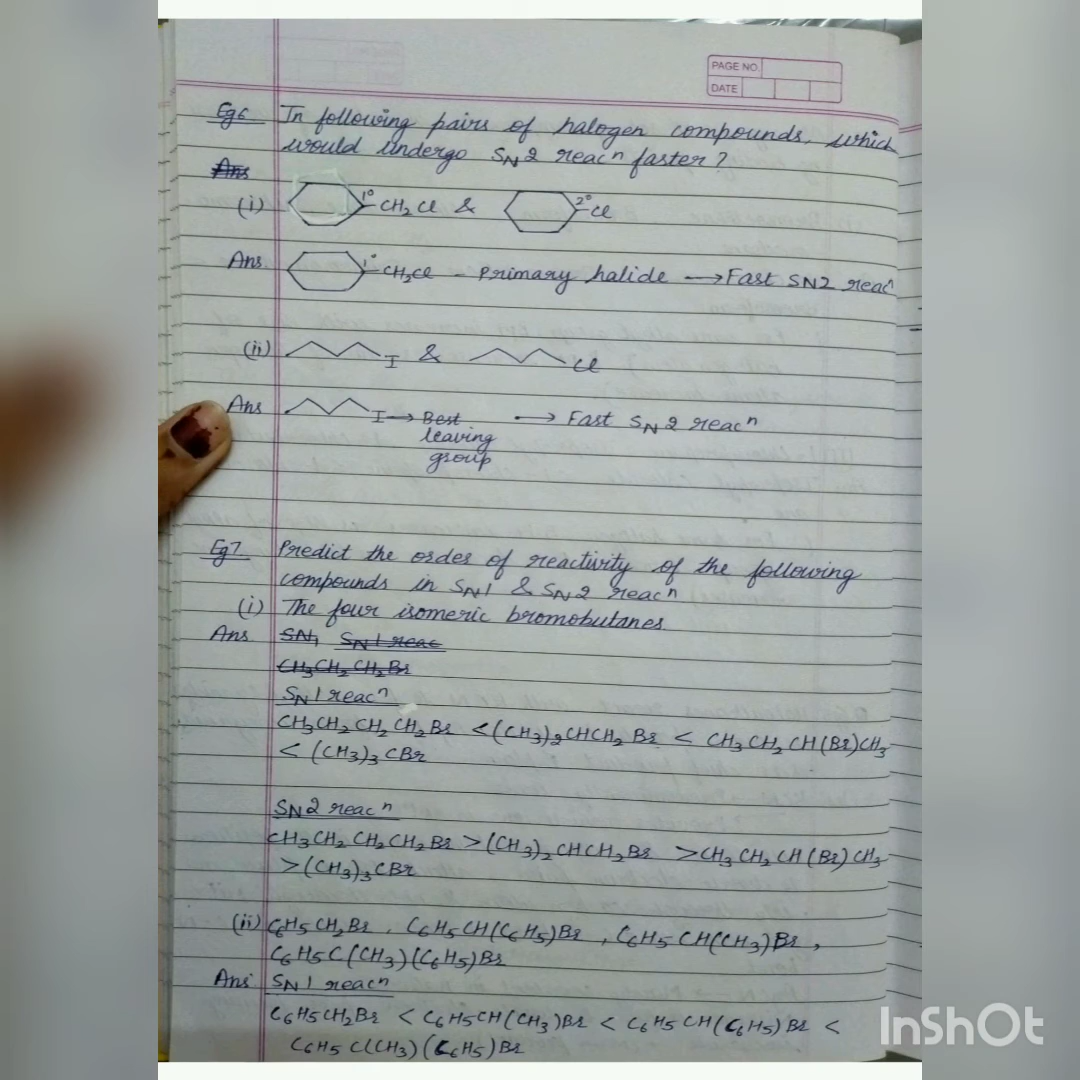 PAGE NO.
DATE
Eg6 In following pairs of halogen compounds, which
would undergo SN2 reacⁿ faster?
Ans
(i) 1° CH₂Cl & 2° Cl
Ans 1° CH₂Cl - Primary halide → Fast SN2 reacⁿ
(ii) I & Cl
Ans I → Best → Fast SN2 reacⁿ
leaving
group
Eg7 Predict the order of reactivity of the following
compounds in SN1 & SN2 reacⁿ
(i) The four isomeric bromobutanes
Ans SN1 SN1 reac
CH₃CH₂CH₂Br
SN1 reacⁿ
CH₃CH₂CH₂CH₂Br < (CH₃)₂CHCH₂Br < CH₃CH₂CH(Br)CH₃
< (CH₃)₃CBr
SN2 reacⁿ
CH₃CH₂CH₂CH₂Br > (CH₃)₂CHCH₂Br > CH₃CH₂CH(Br)CH₃
> (CH₃)₃CBr
(ii) C₆H₅CH₂Br, C₆H₅CH(C₆H₅)Br, C₆H₅CH(CH₃)Br,
C₆H₅C(CH₃)(C₆H₅)Br
Ans SN1 reacⁿ
C₆H₅CH₂Br < C₆H₅CH(CH₃)Br < C₆H₅CH(C₆H₅)Br <
C₆H₅C(CH₃)(C₆H₅)Br
InShOt